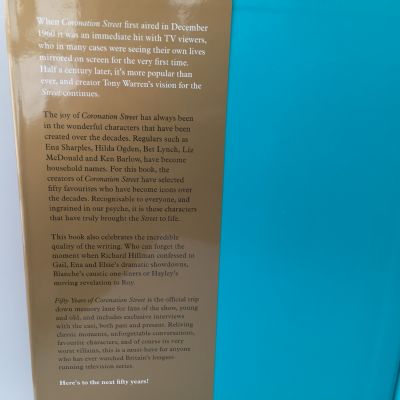 When Coronation Street first aired in December
1960 it was an immediate hit with TV viewers,
who in many cases were seeing their own lives
mirrored on screen for the very first time.
Half a century later, it's more popular than
ever, and creator Tony Warren's vision for the
Street continues.
The joy of Coronation Street has always been
in the wonderful characters that have been
created over the decades. Regulars such as
Ena Sharples, Hilda Ogden, Bet Lynch, Liz
McDonald and Ken Barlow, have become
household names. For this book, the
creators of Coronation Street have selected
fifty favourites who have become icons over
the decades. Recognisable to everyone, and
ingrained in our psyche, it is these characters
that have truly brought the Street to life.
This book also celebrates the incredible
quality of the writing. Who can forget the
moment when Richard Hillman confessed to
Gail, Ena and Elsie's dramatic showdowns,
Blanche's caustic one-liners or Hayley's
moving revelation to Roy.
Fifty Years of Coronation Street is the official trip
down memory lane for fans of the show, young
and old, and includes exclusive interviews
with the cast, both past and present. Reliving
classic moments, unforgettable conversations,
favourite characters, and of course its very
worst villains, this is a must-have for anyone
who has ever watched Britain's longest
running television series.
Here's to the next fifty years!